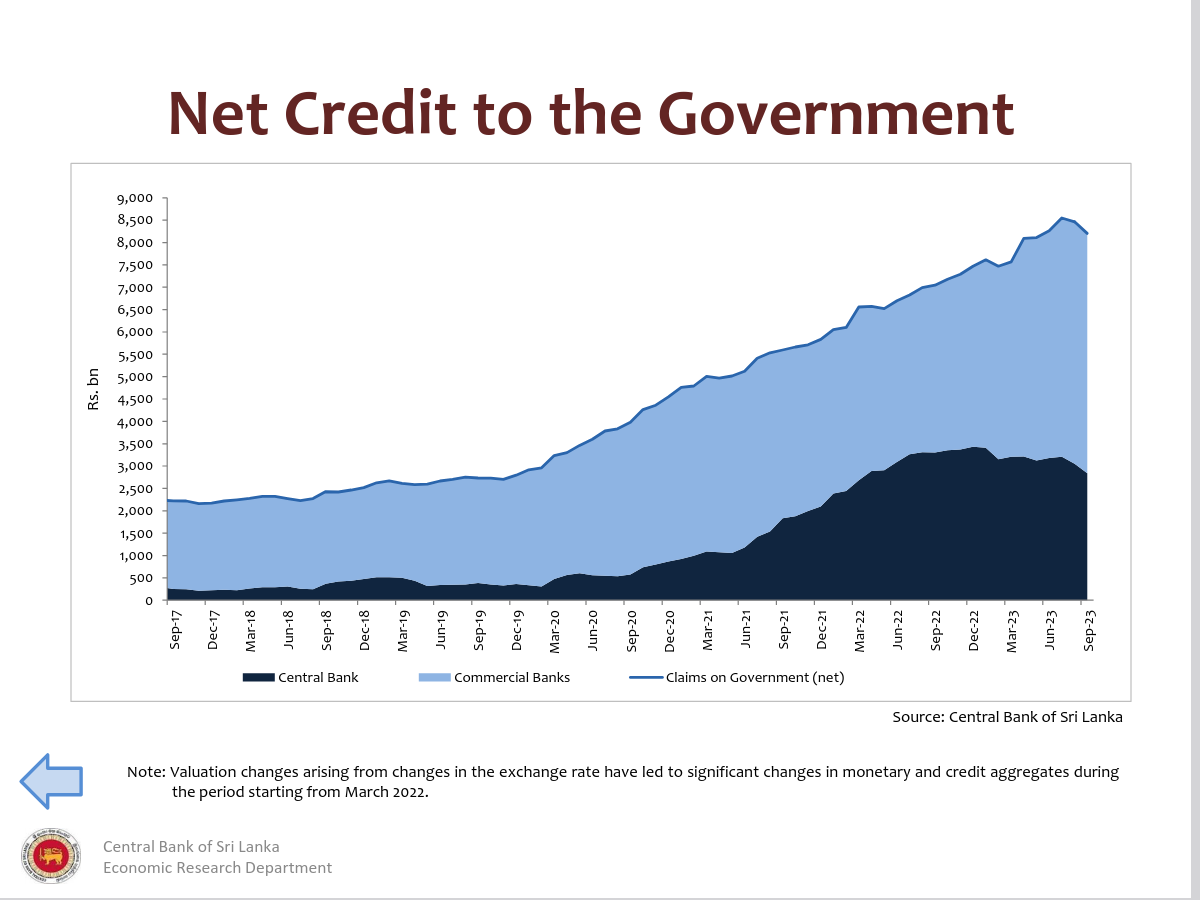 Net Credit to the Government
9,000
8,500
8,000
7,500
7,000
6,500
6,000
5,500
5,000
4,500
4,000
3,500
3,000
2,500
2,000
1,500
1,000
500
0
Rs. bn
Sep-17
Dec-17
Mar-18
Jun-18
Sep-18
Dec-18
Mar-19
Jun-19
Sep-19
Dec-19
Mar-20
Jun-20
Sep-20
Dec-20
Mar-21
Jun-21
Sep-21
Dec-21
Mar-22
Jun-22
Sep-22
Dec-22
Mar-23
Jun-23
Sep-23
Central Bank Commercial Banks Claims on Government (net)
Source: Central Bank of Sri Lanka
Note: Valuation changes arising from changes in the exchange rate have led to significant changes in monetary and credit aggregates during
the period starting from March 2022.
Central Bank of Sri Lanka
Economic Research Department